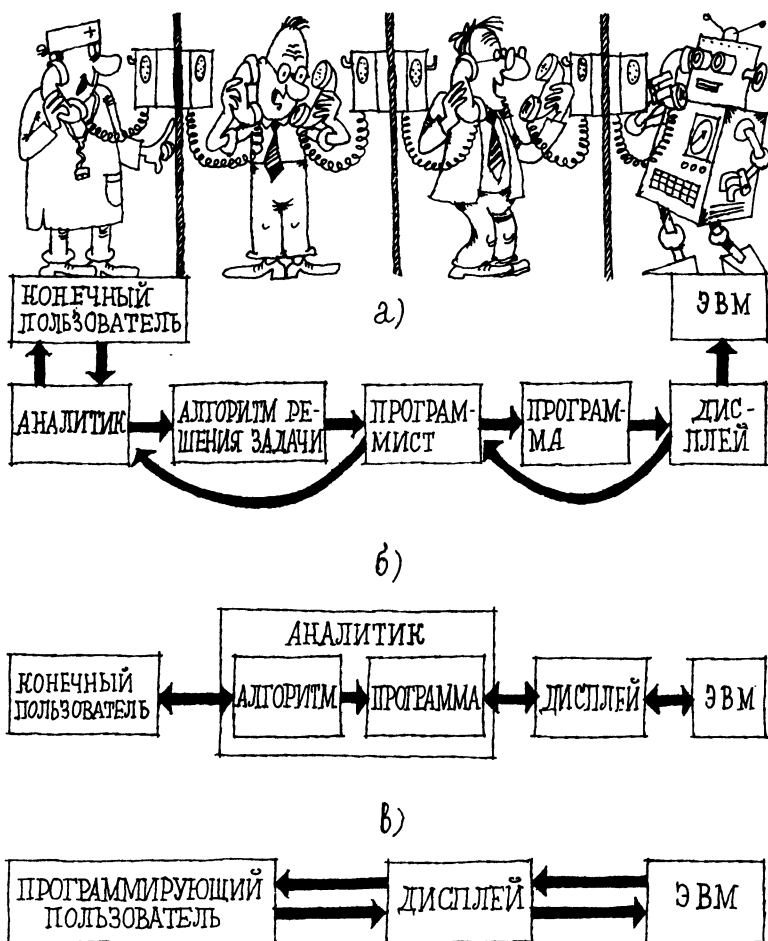 КОНЕЧНЫЙ
ПОЛЬЗОВАТЕЛЬ
а)
ЭВМ
АНАЛИТИК
АЛГОРИТМ РЕ-
ШЕНИЯ ЗАДАЧИ
ПРОГРАМ-
МИСТ
ПРОГРАМ-
МА
ДИС-
ПЛЕЙ
б)
АНАЛИТИК
КОНЕЧНЫЙ
ПОЛЬЗОВАТЕЛЬ
АЛГОРИТМ
ПРОГРАММА
ДИСПЛЕЙ
ЭВМ
в)
ПРОГРАММИРУЮЩИЙ
ПОЛЬЗОВАТЕЛЬ
ДИСПЛЕЙ
ЭВМ